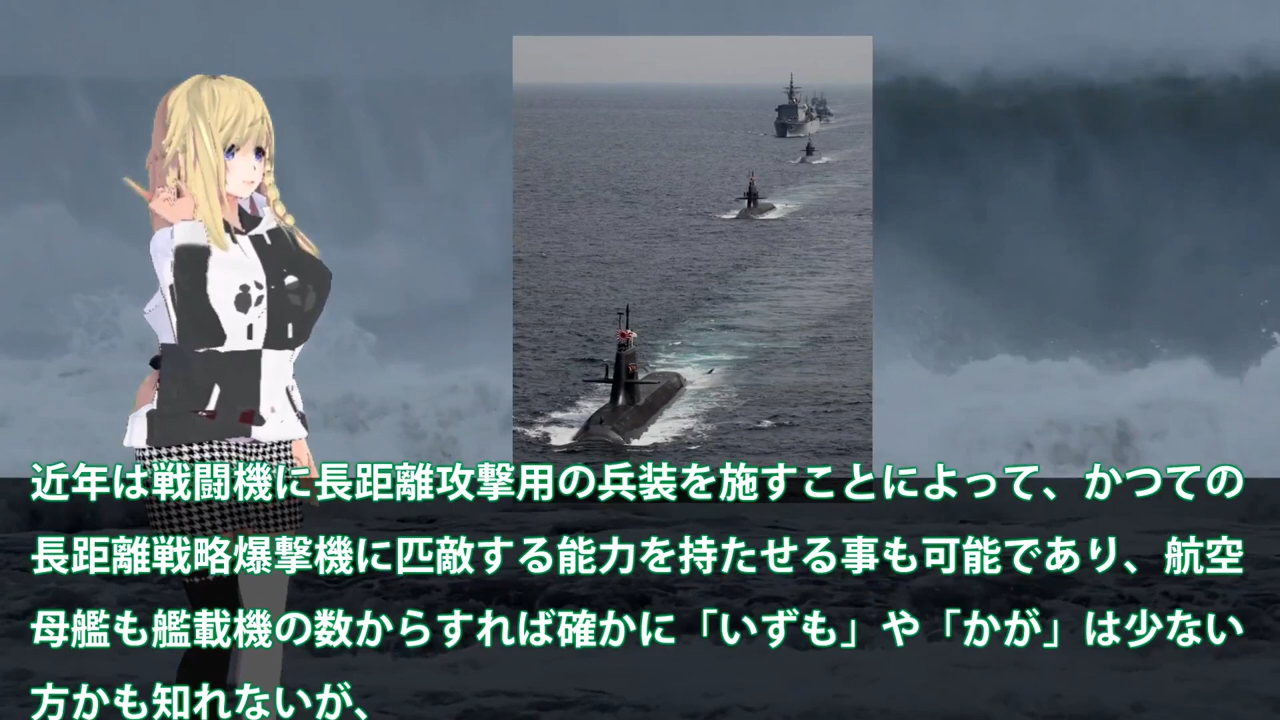 近年は戦闘機に長距離攻撃用の兵装を施すことによって、かつての
長距離戦略爆撃機に匹敵する能力を持たせる事も可能であり、航空
母艦も艦載機の数からすれば確かに「いずも」や「かが」は少ない
方かも知れないが、